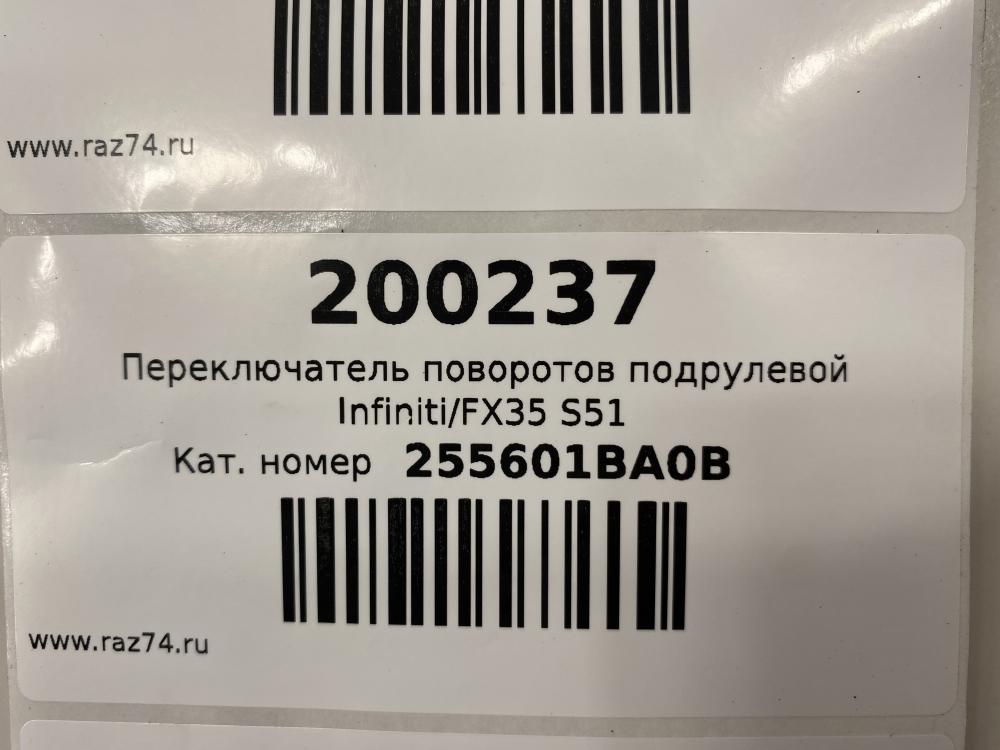 www.raz74.ru
200237
Переключатель поворотов подрулевой
Infiniti/FX35 S51
Кат. номер 255601BA0B
www.raz74.ru